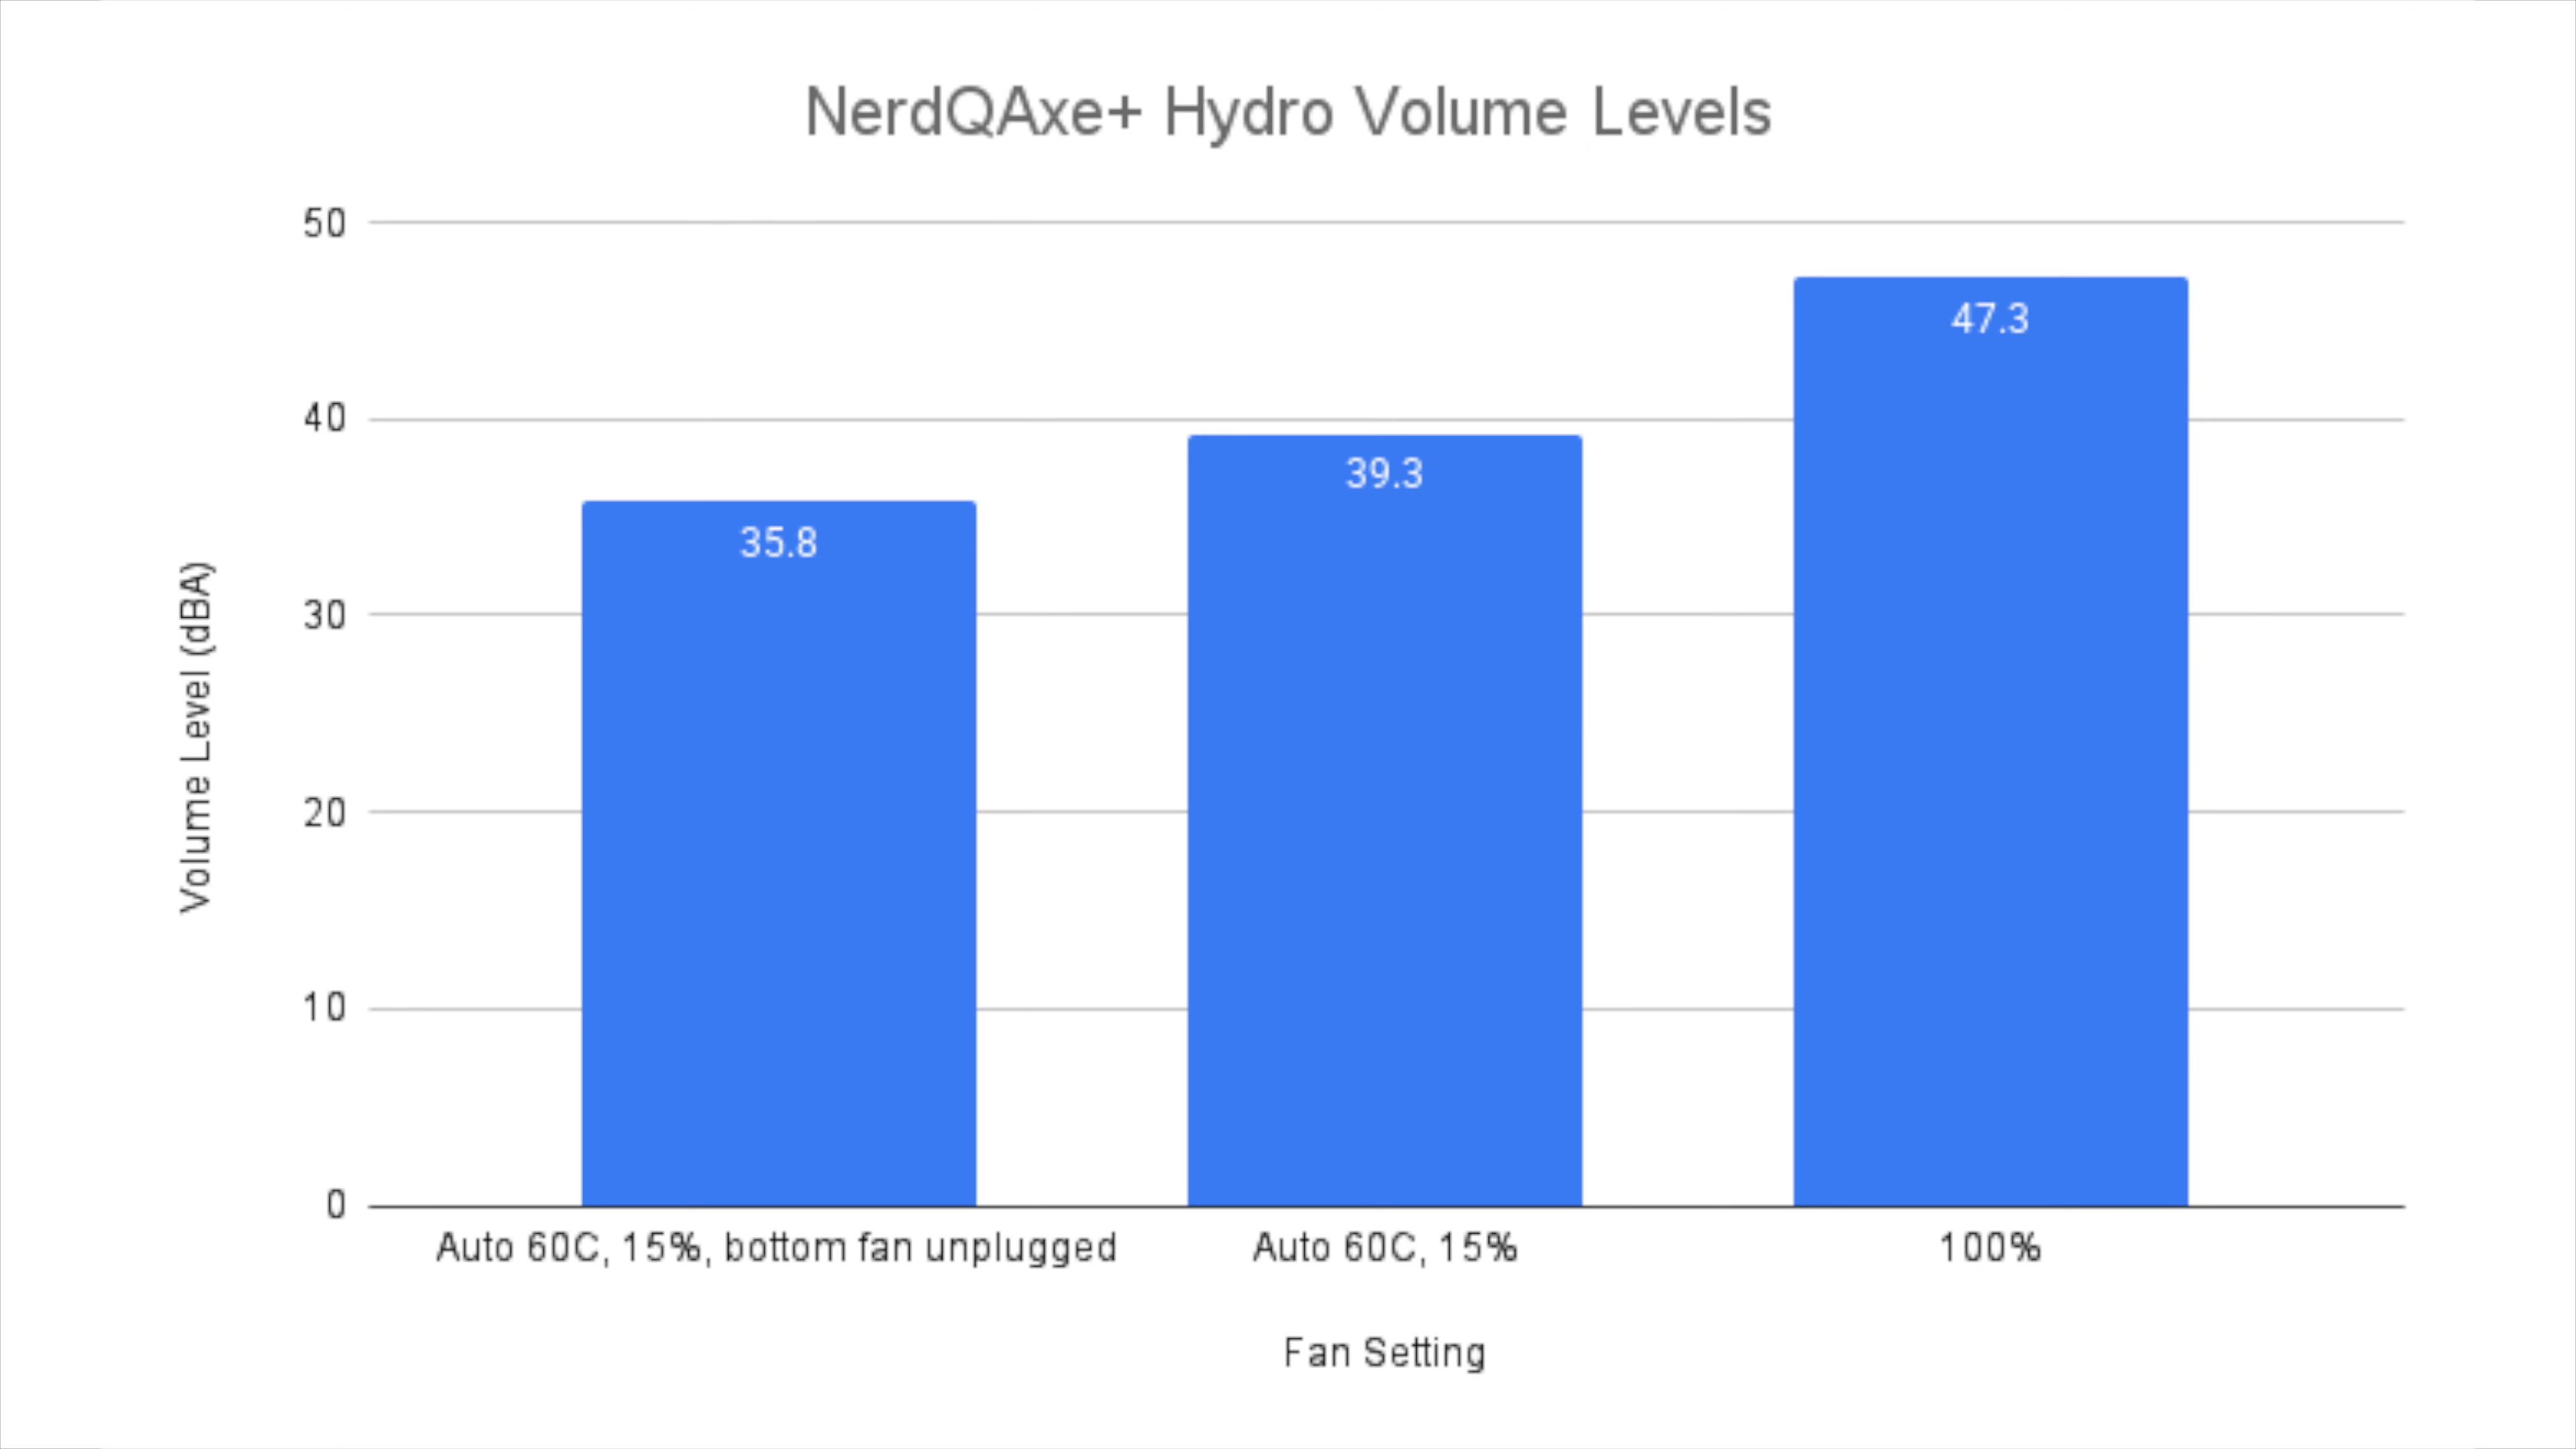 NerdQAxe+ Hydro Volume Levels
50
40
30
20
10
0
Volume Level (dBA)
35.8
39.3
47.3
Auto 60C, 15%, bottom fan unplugged
Auto 60C, 15%
100%
Fan Setting